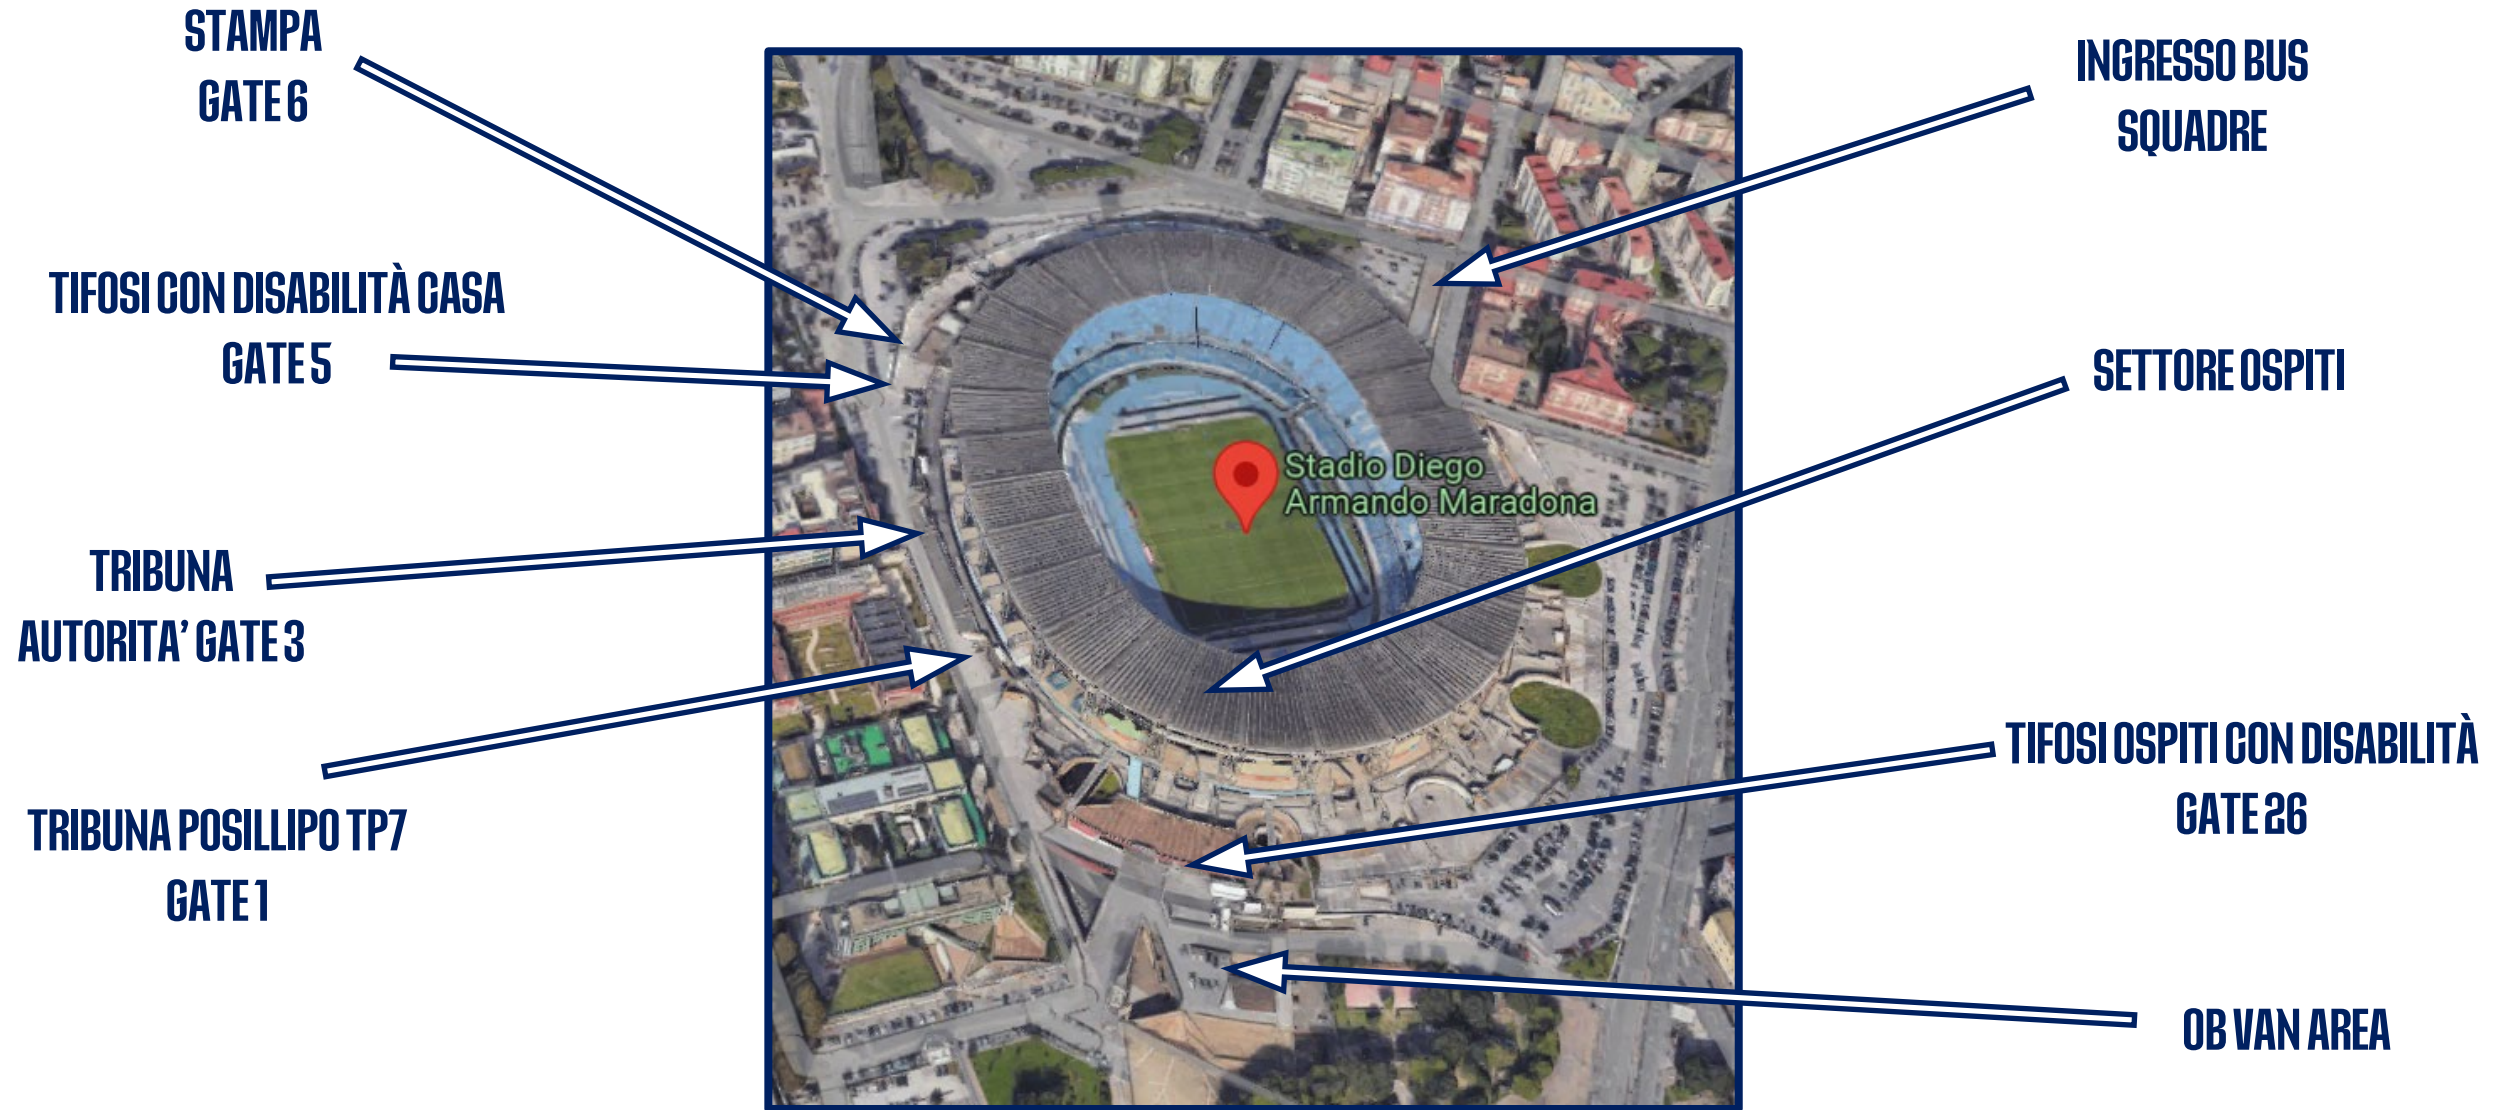 STAMPA
GATE 6
TIFOSI CON DISABILITÀ CASA
GATE 5
TRIBUNA
AUTORITA' GATE 3
TRIBUNA POSILLIPO TP7
GATE 1
Stadio Diego
Armando Maradona
INGRESSO BUS
SQUADRE
SETTORE OSPITI
TIFOSI OSPITI CON DISABILITÀ
GATE 26
OB VAN AREA